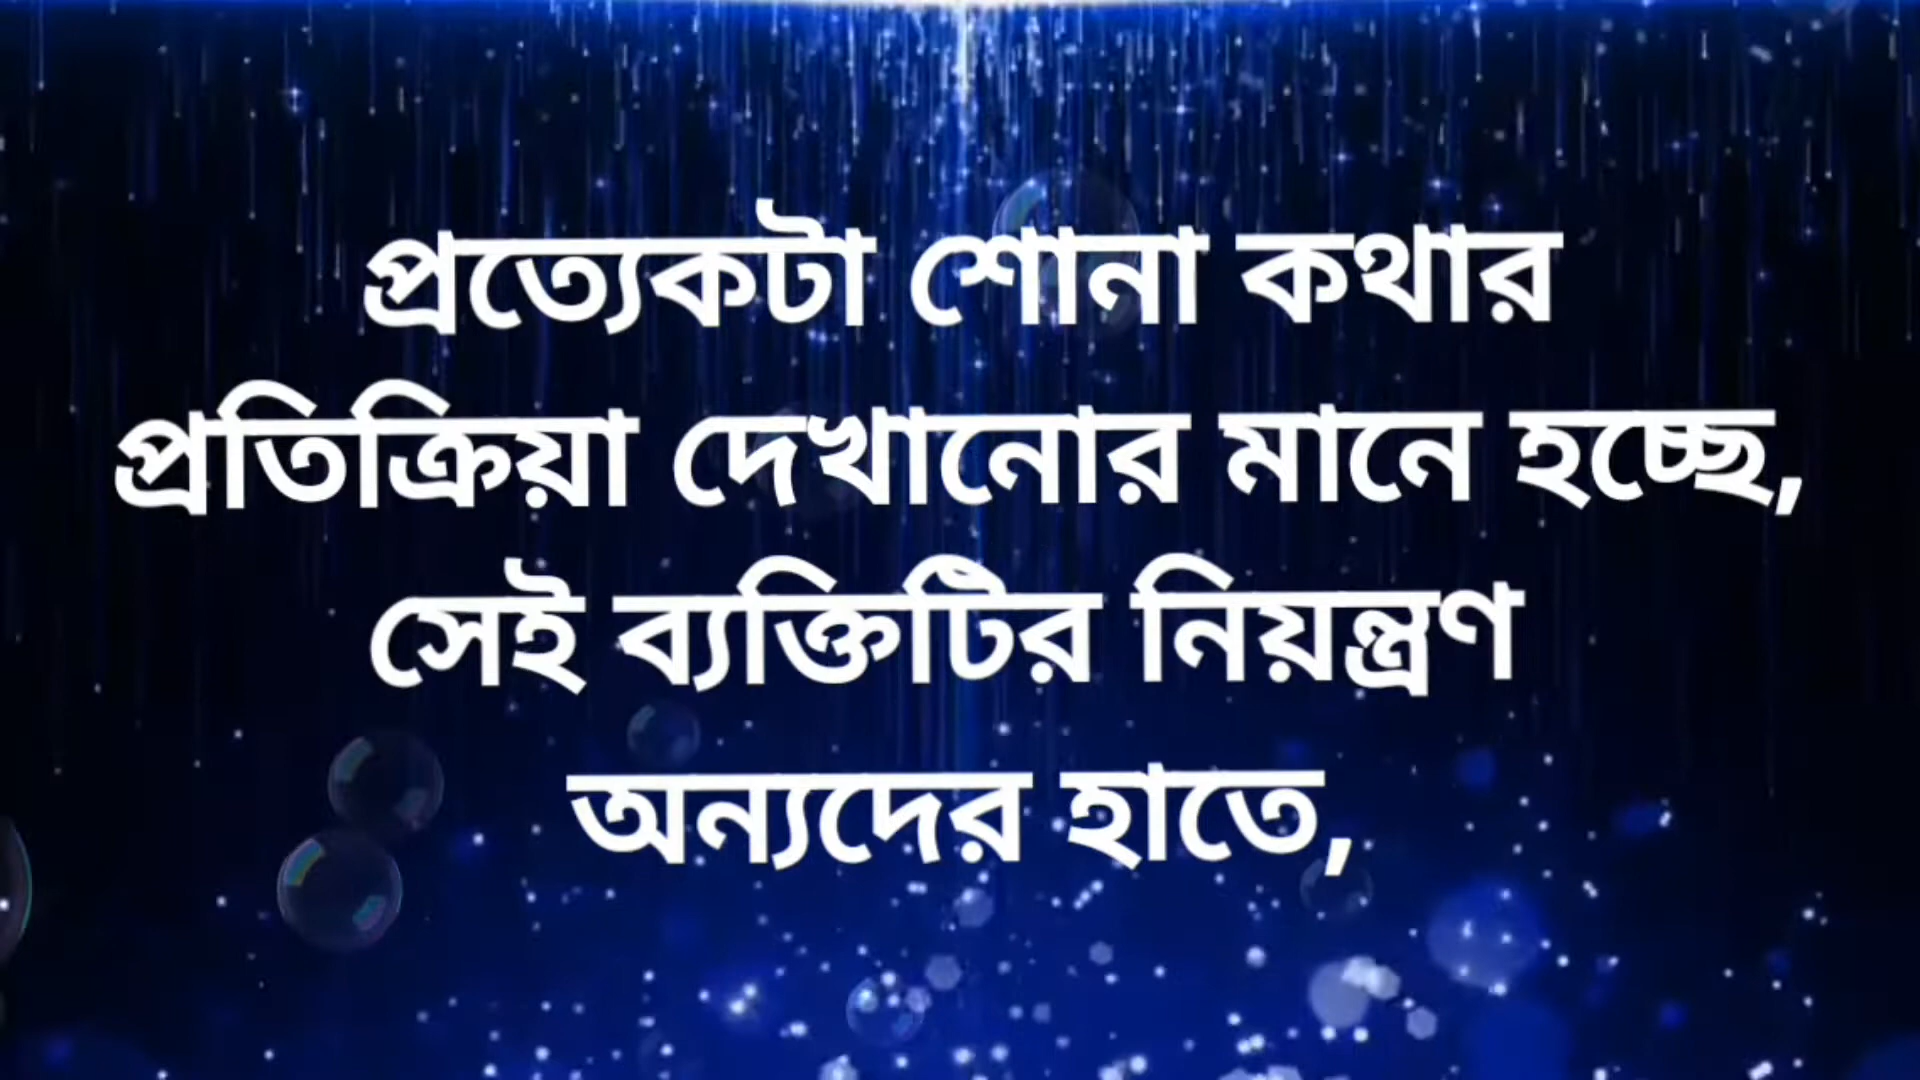 প্রত্যেকটা শোনা কথার
প্রতিক্রিয়া দেখানোর মানে হচ্ছে,
সেই ব্যক্তিটির নিয়ন্ত্রণ
অন্যদের হাতে,